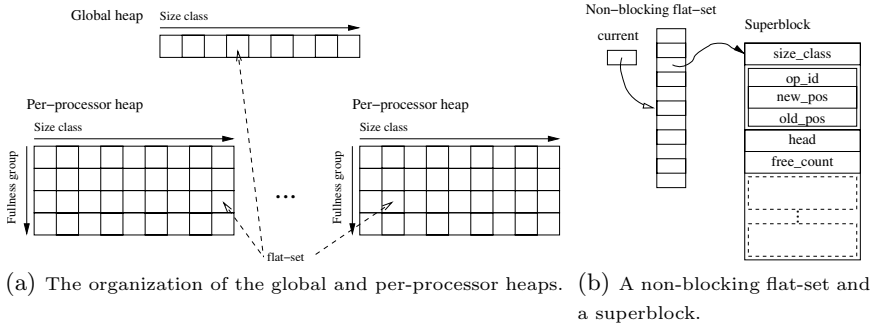 Global heap
Size class
Per-processor heap
Size class
Fullness group
...
Per-processor heap
Size class
Fullness group
flat-set
(a) The organization of the global and per-processor heaps.
Non-blocking flat-set
current
Superblock
size_class
op_id
new_pos
old_pos
head
free_count
(b) A non-blocking flat-set and
a superblock.